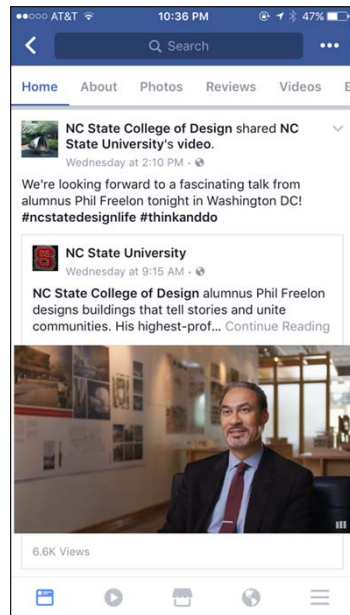 AT&T 10:36 PM 47%
Search
Home About Photos Reviews Videos E
NC State College of Design shared NC
State University's video.
Wednesday at 2:10 PM ·
We're looking forward to a fascinating talk from
alumnus Phil Freelon tonight in Washington DC!
#ncstatedesignlife #thinkanddo
NC State University
Wednesday at 9:15 AM ·
NC State College of Design alumnus Phil Freelon
designs buildings that tell stories and unite
communities. His highest-prof... Continue Reading
6.6K Views